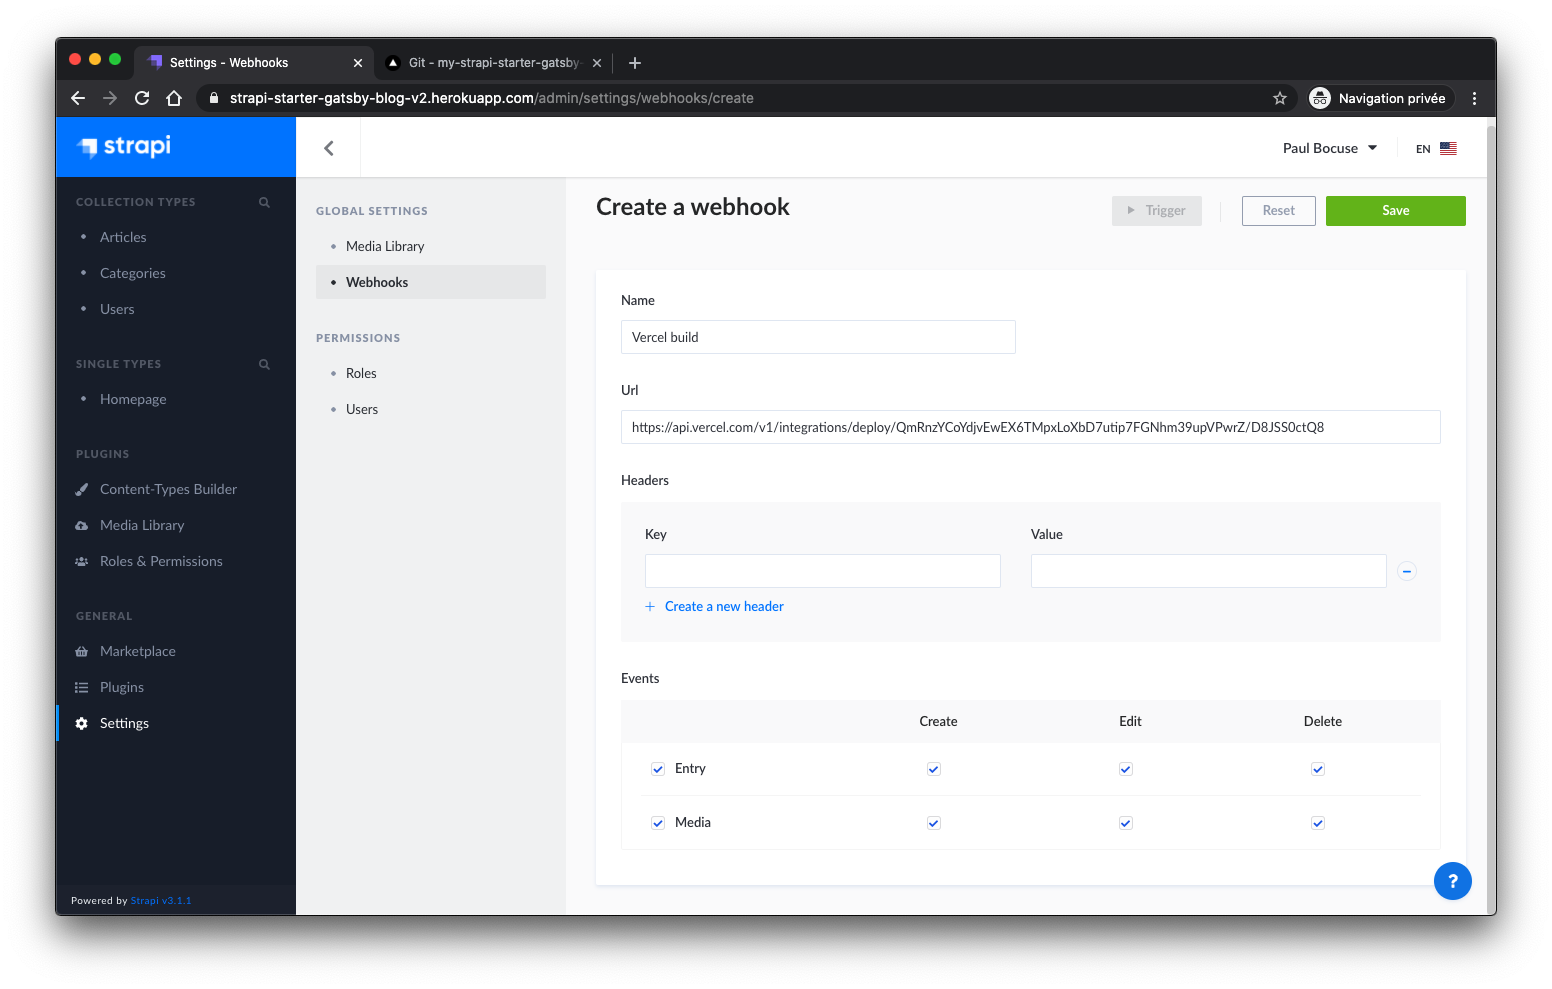 Settings - Webhooks
Git - my-strapi-starter-gatsby-
strapi-starter-gatsby-blog-v2.herokuapp.com/admin/settings/webhooks/create
Navigation privée
strapi
Paul Bocuse
EN
COLLECTION TYPES
Articles
Categories
Users
SINGLE TYPES
Homepage
PLUGINS
Content-Types Builder
Media Library
Roles & Permissions
GENERAL
Marketplace
Plugins
Settings
Powered by Strapi v3.1.1
GLOBAL SETTINGS
Media Library
Webhooks
PERMISSIONS
Roles
Users
Create a webhook
Trigger
Reset
Save
Name
Vercel build
Url
https://api.vercel.com/v1/integrations/deploy/QmRnzYCoYdjvEwEX6TMpxLoXbD7utip7FGNhm39upVPwrZ/D8JSS0ctQ8
Headers
Key
Value
Create a new header
Events
Create
Edit
Delete
Entry
Media
?